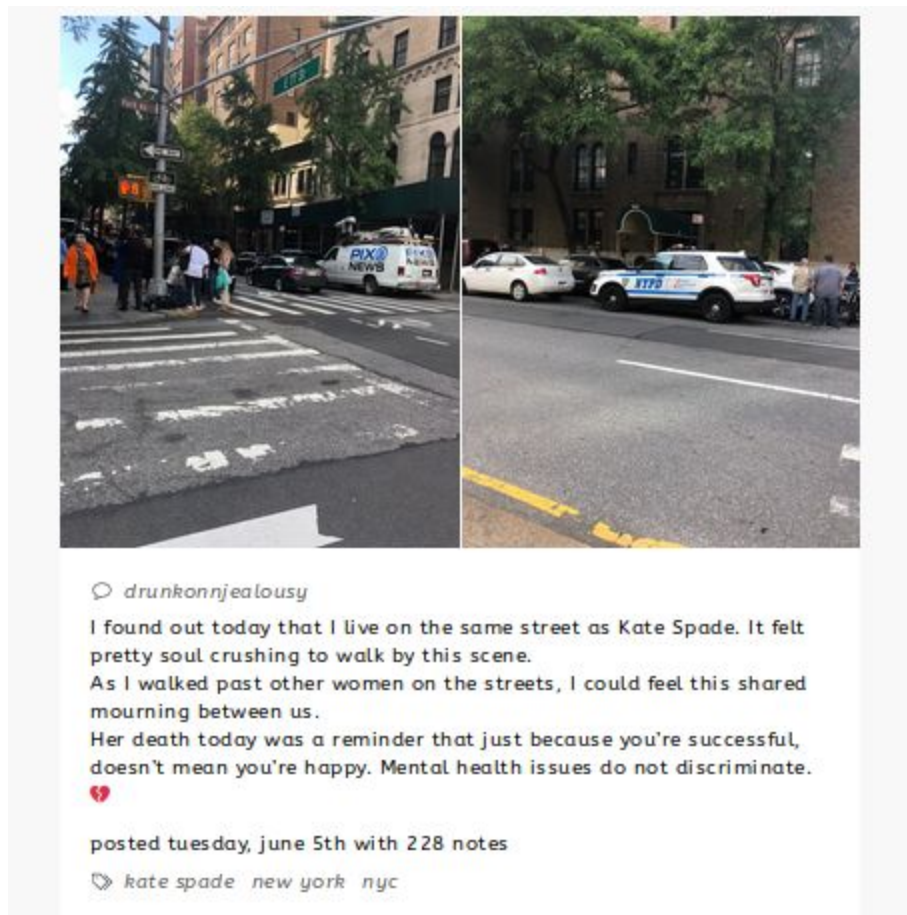 PIX
NEWS
NYPD
drunkonnjealousy
I found out today that I live on the same street as Kate Spade. It felt
pretty soul crushing to walk by this scene.
As I walked past other women on the streets, I could feel this shared
mourning between us.
Her death today was a reminder that just because you're successful,
doesn't mean you're happy. Mental health issues do not discriminate.
💔
posted tuesday, june 5th with 228 notes
kate spade new york nyc